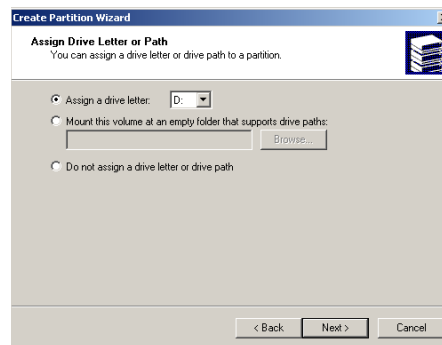 Create Partition Wizard
Assign Drive Letter or Path
You can assign a drive letter or drive path to a partition.
Assign a drive letter: D:
Mount this volume at an empty folder that supports drive paths:
Browse...
Do not assign a drive letter or drive path
< Back Next > Cancel